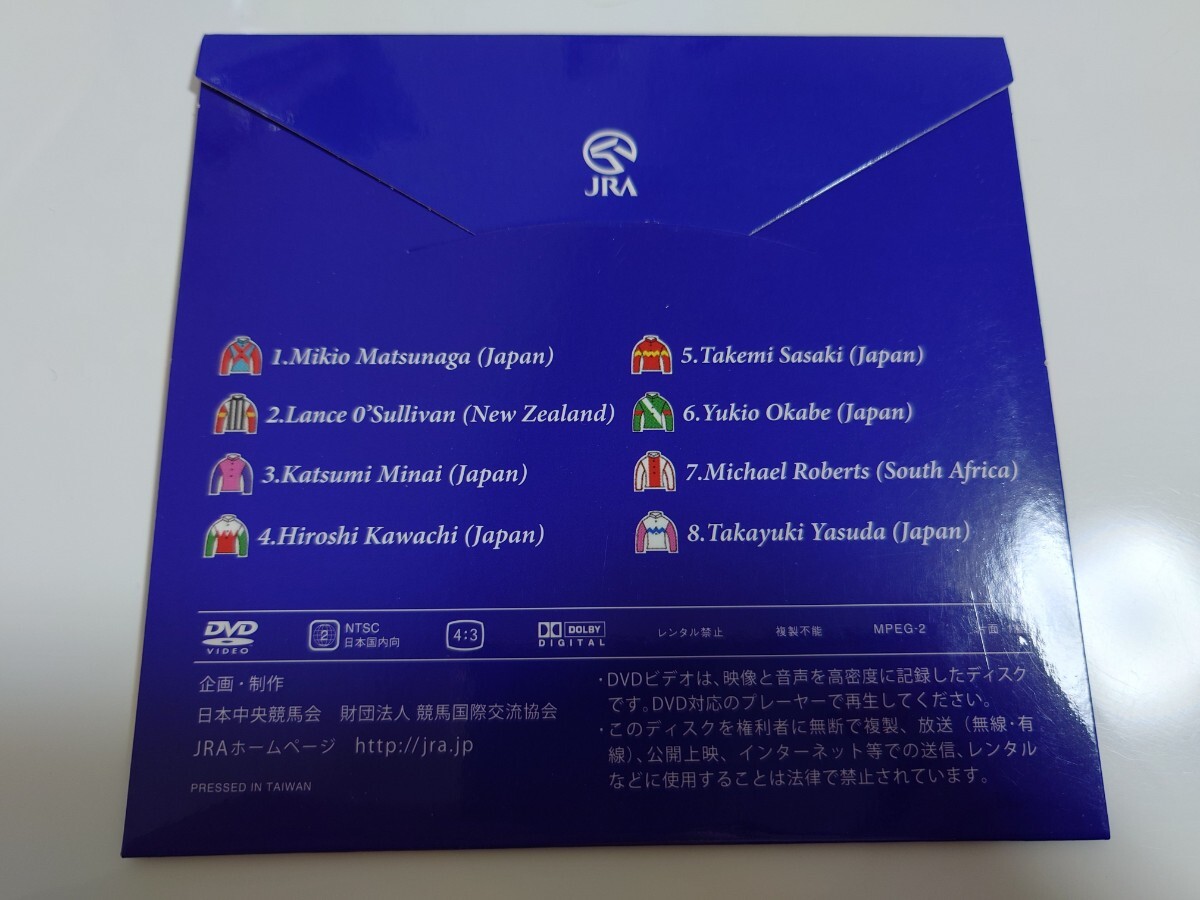 JRA
1.Mikio Matsunaga (Japan)
2.Lance O'Sullivan (New Zealand)
3.Katsumi Minai (Japan)
4.Hiroshi Kawachi (Japan)
5.Takemi Sasaki (Japan)
6.Yukio Okabe (Japan)
7.Michael Roberts (South Africa)
8.Takayuki Yasuda (Japan)
DVD
VIDEO
2
NTSC
日本国内向
4:3
DOLBY
DIGITAL
レンタル禁止
複製不能
MPEG-2
片面
企画・制作
日本中央競馬会 財団法人 競馬国際交流協会
JRAホームページ http://jra.jp
PRESSED IN TAIWAN
・DVDビデオは、映像と音声を高密度に記録したディスク
です。DVD対応のプレーヤーで再生してください。
・このディスクを権利者に無断で複製、放送（無線・有
線）、公開上映、インターネット等での送信、レンタル
などに使用することは法律で禁止されています。